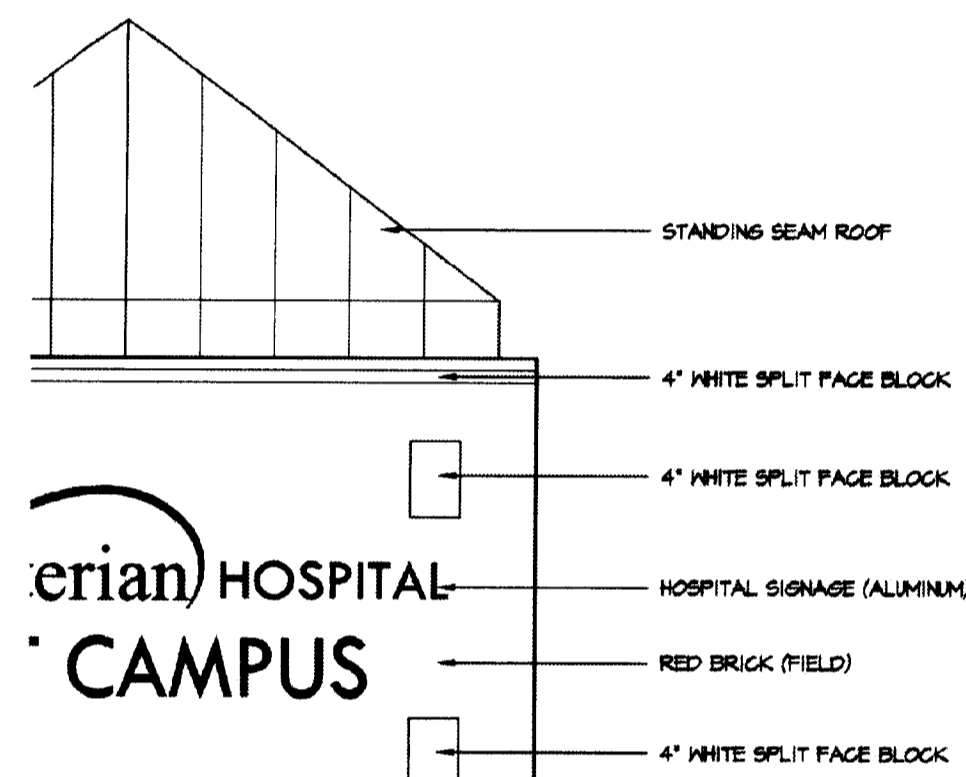 STANDING SEAM ROOF
4" WHITE SPLIT FACE BLOCK
4" WHITE SPLIT FACE BLOCK
erian HOSPITAL
HOSPITAL SIGNAGE (ALUMINUM,
CAMPUS
RED BRICK (FIELD)
4" WHITE SPLIT FACE BLOCK